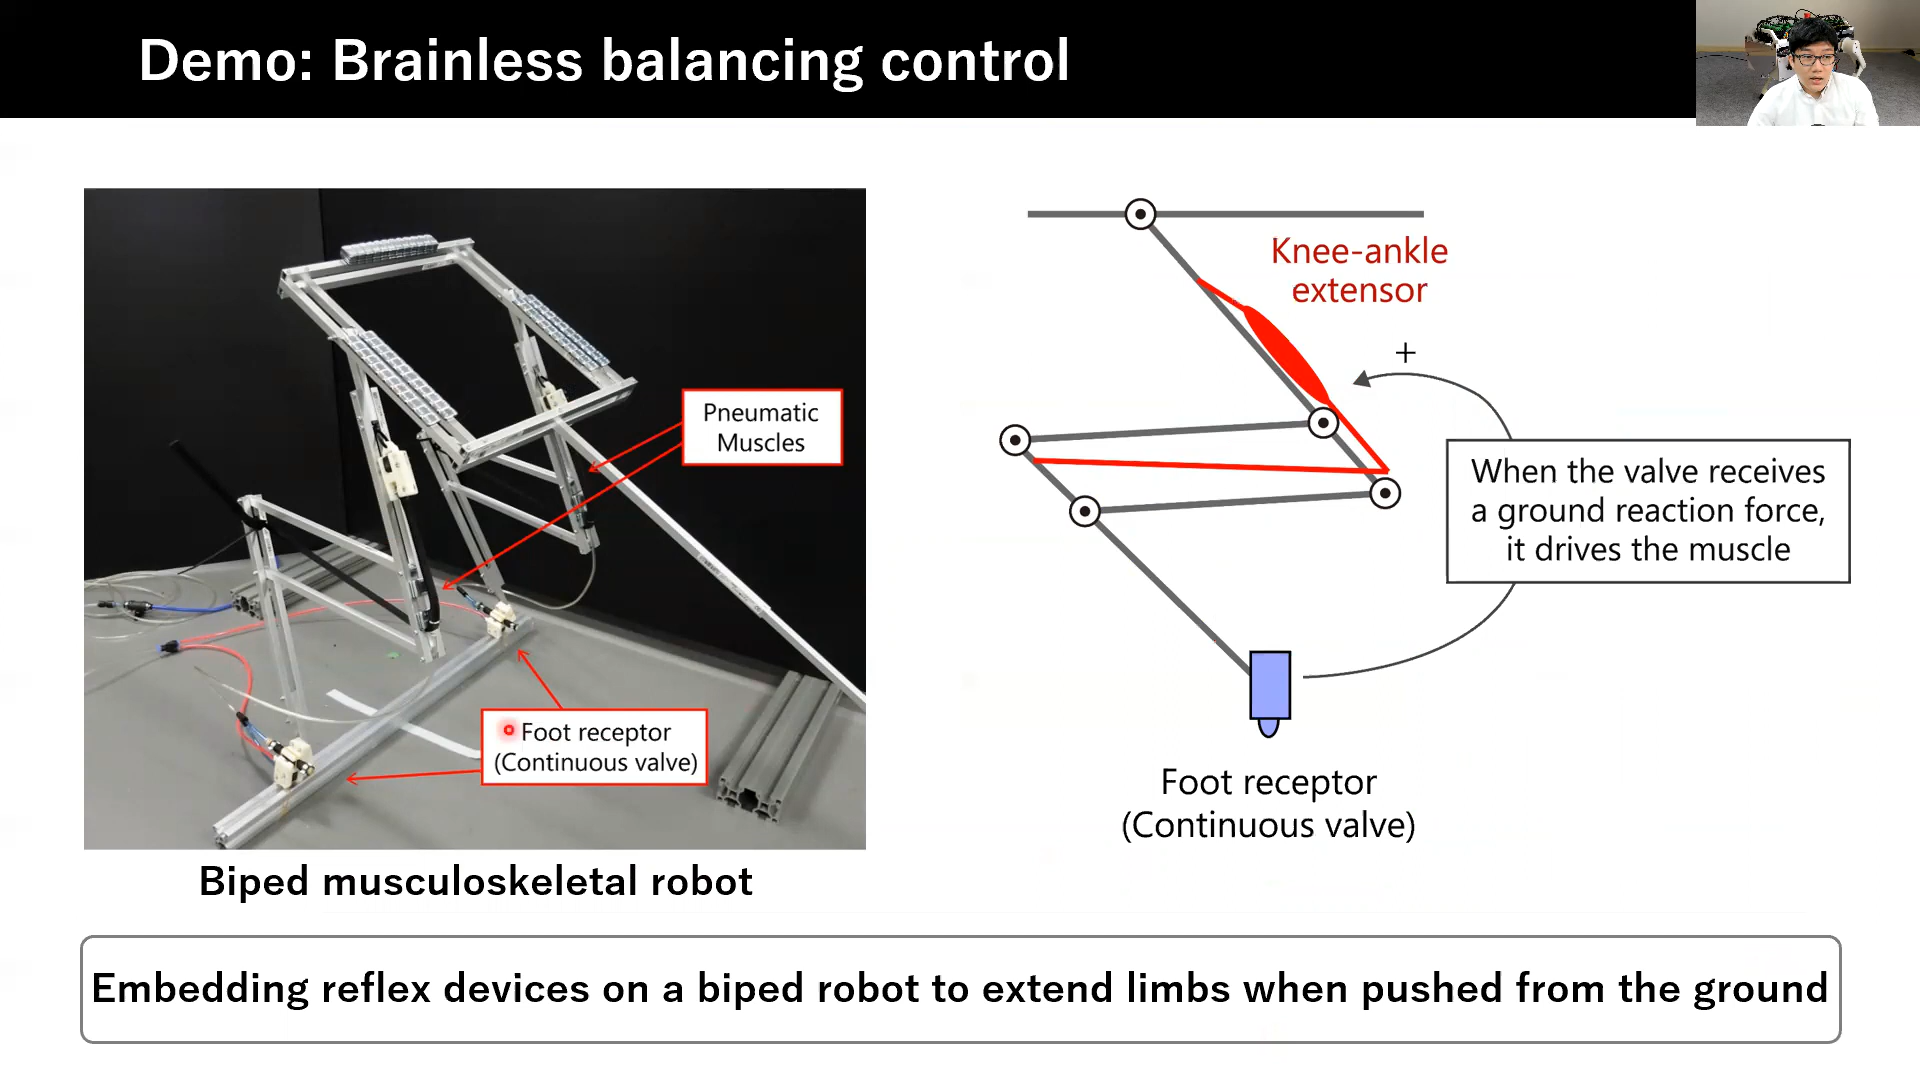 Demo: Brainless balancing control
Pneumatic
Muscles
Foot receptor
(Continuous valve)
Biped musculoskeletal robot
Knee-ankle
extensor
+
When the valve receives
a ground reaction force,
it drives the muscle
Foot receptor
(Continuous valve)
Embedding reflex devices on a biped robot to extend limbs when pushed from the ground